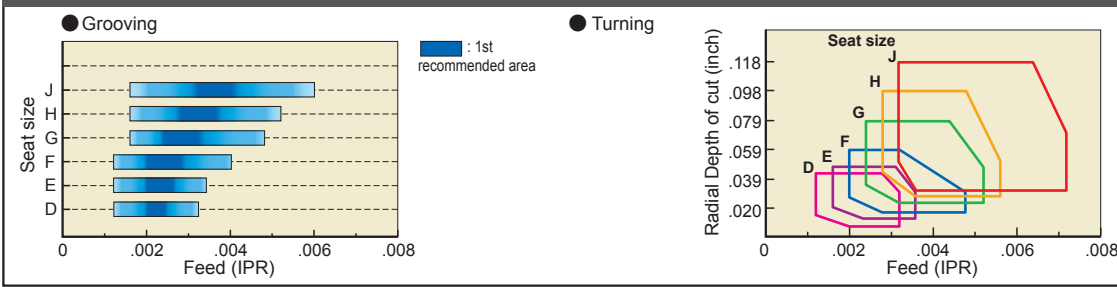 ● Grooving
: 1st
recommended area
Seat size
J
H
G
F
E
D
0 .002 .004 .006 .008
Feed (IPR)
● Turning
Radial Depth of cut (inch)
Seat size
J
H
G
F
E
D
.118
.098
.079
.059
.039
.020
0 .002 .004 .006 .008
Feed (IPR)